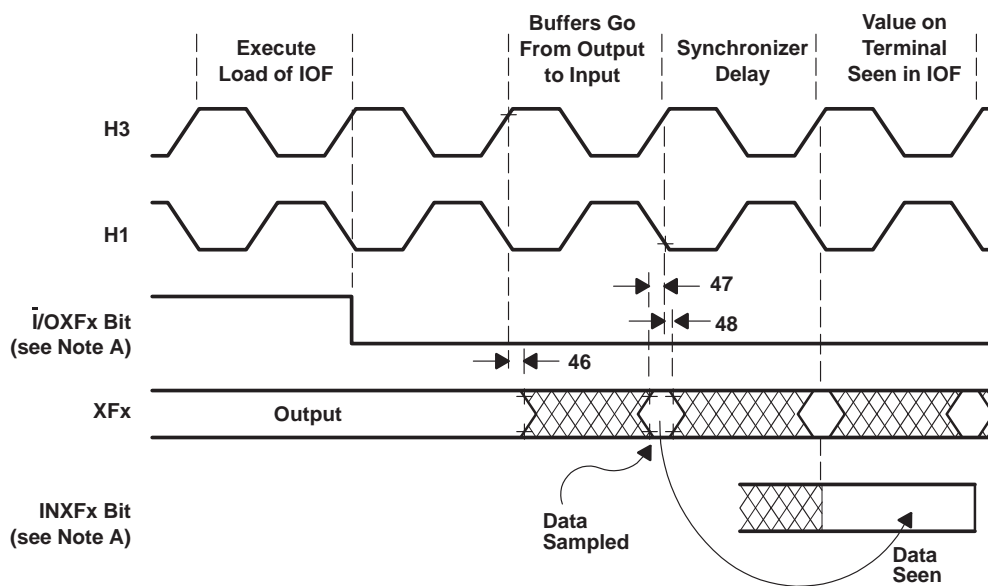 Execute
Load of IOF
Buffers Go
From Output
to Input
Synchronizer
Delay
Value on
Terminal
Seen in IOF
H3
H1
47
I̅/OXFx Bit
(see Note A)
48
46
XFx
Output
INXFx Bit
(see Note A)
Data
Sampled
Data
Seen